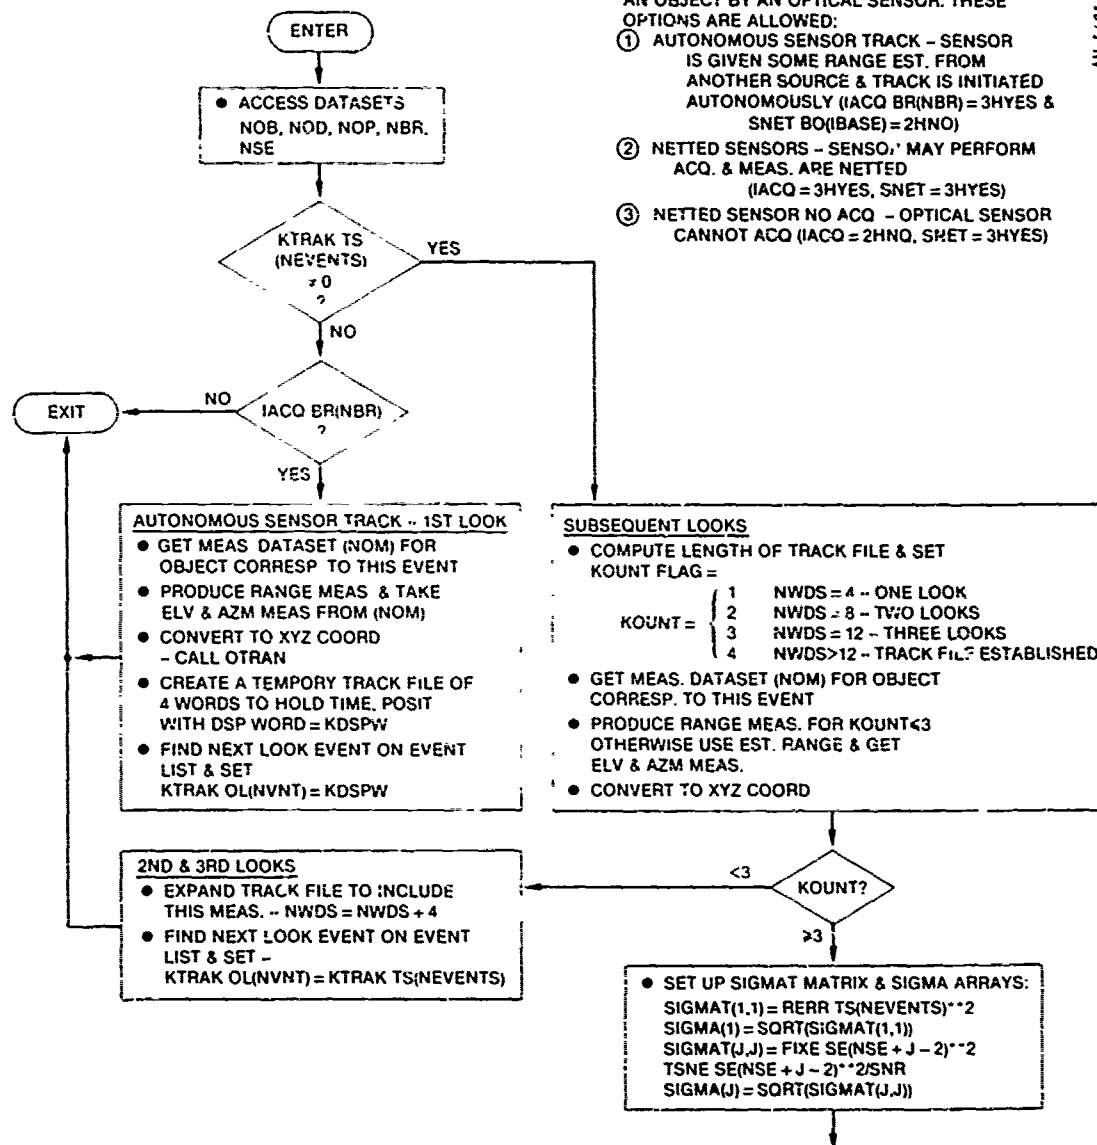 AN OBJECT BY AN OPTICAL SENSOR. THESE
OPTIONS ARE ALLOWED:
① AUTONOMOUS SENSOR TRACK – SENSOR
IS GIVEN SOME RANGE EST. FROM
ANOTHER SOURCE & TRACK IS INITIATED
AUTONOMOUSLY (IACQ BR(NBR) = 3HYES &
SNET BO(IBASE) = 2HNO)
② NETTED SENSORS – SENSOR MAY PERFORM
ACQ. & MEAS. ARE NETTED
(IACQ = 3HYES, SNET = 3HYES)
③ NETTED SENSOR NO ACQ – OPTICAL SENSOR
CANNOT ACQ (IACQ = 2HNO, SNET = 3HYES)
ENTER
● ACCESS DATASETS
NOB, NOD, NOP, NBR,
NSE
KTRAK TS
(NEVENTS)
≠ 0
?
YES
NO
IACQ BR(NBR)
?
NO
EXIT
YES
AUTONOMOUS SENSOR TRACK -- 1ST LOOK
● GET MEAS DATASET (NOM) FOR
OBJECT CORRESP TO THIS EVENT
● PRODUCE RANGE MEAS & TAKE
ELV & AZM MEAS FROM (NOM)
● CONVERT TO XYZ COORD
– CALL OTRAN
● CREATE A TEMPORY TRACK FILE OF
4 WORDS TO HOLD TIME, POSIT
WITH DSP WORD = KDSPW
● FIND NEXT LOOK EVENT ON EVENT
LIST & SET
KTRAK OL(NVNT) = KDSPW
SUBSEQUENT LOOKS
● COMPUTE LENGTH OF TRACK FILE & SET
KOUNT FLAG =
KOUNT =
1 NWDS = 4 -- ONE LOOK
2 NWDS = 8 -- TWO LOOKS
3 NWDS = 12 -- THREE LOOKS
4 NWDS>12 -- TRACK FILE ESTABLISHED
● GET MEAS. DATASET (NOM) FOR OBJECT
CORRESP. TO THIS EVENT
● PRODUCE RANGE MEAS. FOR KOUNT<3
OTHERWISE USE EST. RANGE & GET
ELV & AZM MEAS.
● CONVERT TO XYZ COORD
KOUNT?
<3
≥3
2ND & 3RD LOOKS
● EXPAND TRACK FILE TO INCLUDE
THIS MEAS. -- NWDS = NWDS + 4
● FIND NEXT LOOK EVENT ON EVENT
LIST & SET –
KTRAK OL(NVNT) = KTRAK TS(NEVENTS)
● SET UP SIGMAT MATRIX & SIGMA ARRAYS:
SIGMAT(1,1) = RERR TS(NEVENTS)**2
SIGMA(1) = SQRT(SIGMAT(1,1))
SIGMAT(J,J) = FIXE SE(NSE + J – 2)**2
TSNE SE(NSE + J – 2)**2/SNR
SIGMA(J) = SQRT(SIGMAT(J,J))